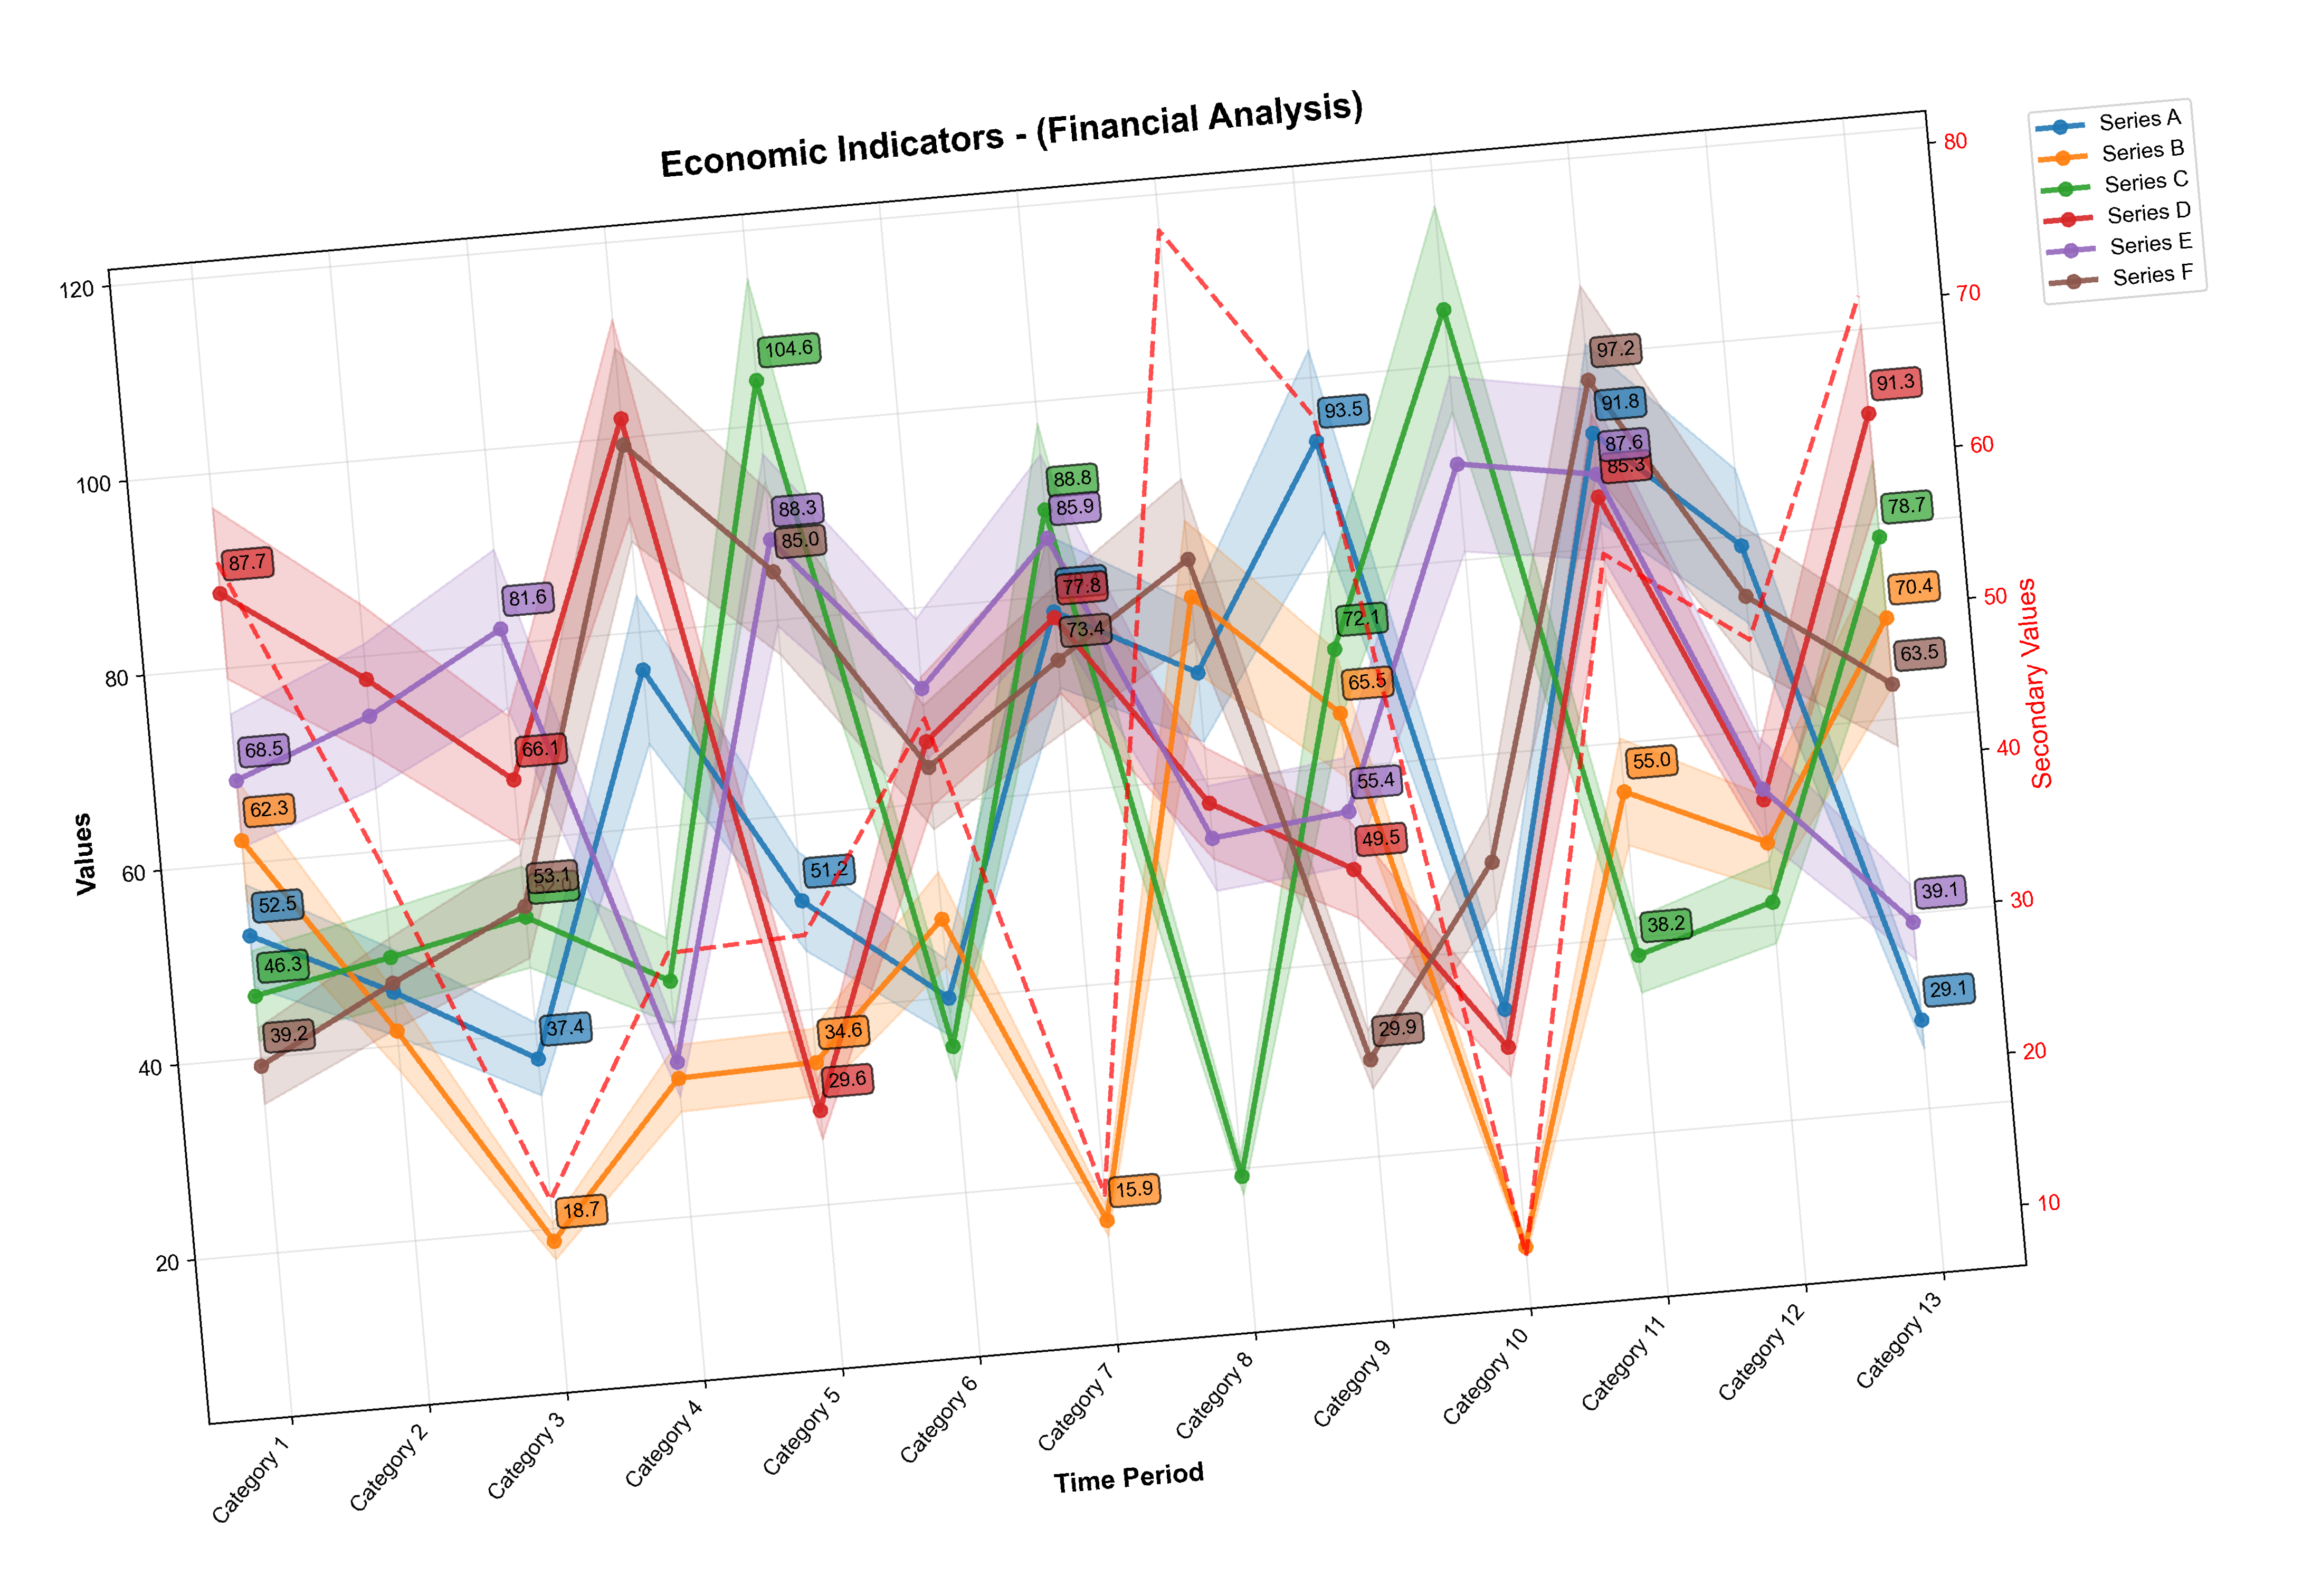 Economic Indicators - (Financial Analysis)
Series A
Series B
Series C
Series D
Series E
Series F
Values
120
100
80
60
40
20
Secondary Values
80
70
60
50
40
30
20
10
87.7
68.5
62.3
52.5
46.3
39.2
81.6
66.1
53.1
37.4
18.7
104.6
88.3
85.0
51.2
34.6
29.6
88.8
85.9
77.8
73.4
15.9
93.5
72.1
65.5
55.4
49.5
29.9
97.2
91.8
87.6
85.3
55.0
38.2
91.3
78.7
70.4
63.5
39.1
29.1
Category 1
Category 2
Category 3
Category 4
Category 5
Category 6
Category 7
Category 8
Category 9
Category 10
Category 11
Category 12
Category 13
Time Period